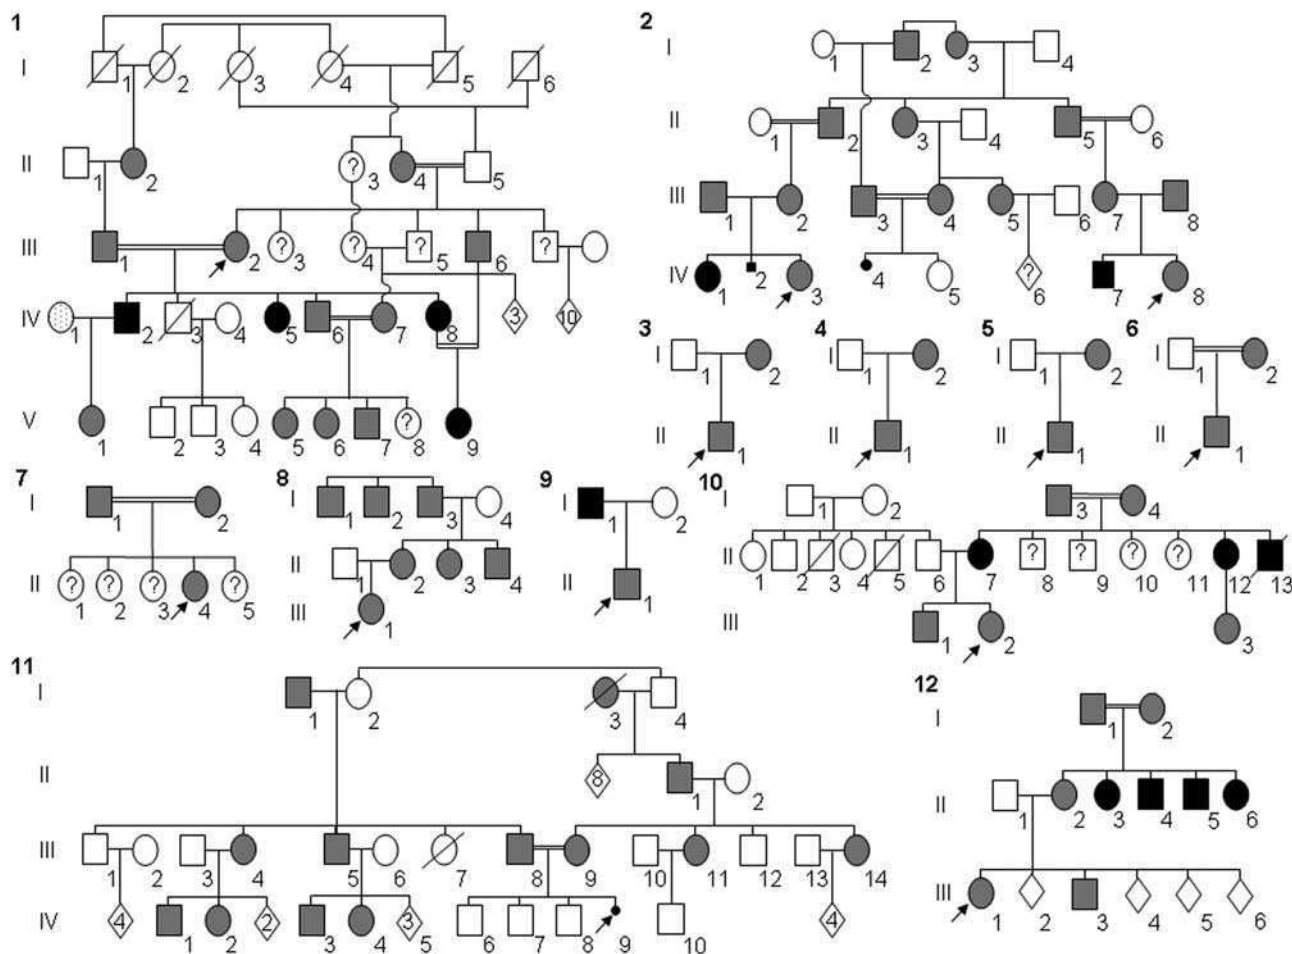 1
I
1 2 3 4 5 6
II
1 2 ? 3 4 5
III
1 2 ? 3 ? 4 ? 5 6 ?
IV
1 2 3 4 5 6 7 8 3 10
V
1 2 3 4 5 6 7 ? 8 9
2
I
1 2 3 4
II
1 2 3 4 5 6
III
1 2 3 4 5 6 7 8
IV
1 2 3 4 5 ? 6 7 8
3
I
1 2
II
1
4
I
1 2
II
1
5
I
1 2
II
1
6
I
1 2
II
1
7
I
1 2
II
? 1 ? 2 ? 3 4 ? 5
8
I
1 2 3 4
II
1 2 3 4
III
1
9
I
1 2
II
1
10
I
1 2 3 4
II
1 2 3 4 5 6 7 ? 8 ? 9 ? 10 ? 11 12 13
III
1 2 3
11
I
1 2 3 4
II
8 1 2
III
1 2 3 4 5 6 7 8 9 10 11 12 13 14
IV
4 1 2 2 3 4 3 5 6 7 8 9 10 4
12
I
1 2
II
1 2 3 4 5 6
III
1 2 3 4 5 6